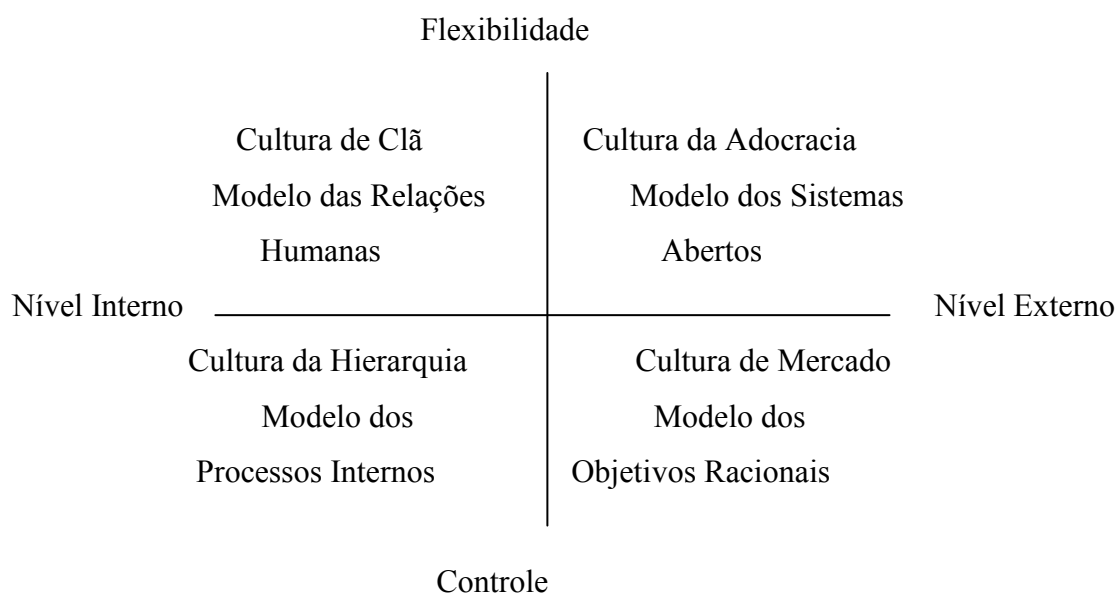 Flexibilidade
Cultura de Clã
Modelo das Relações
Humanas
Cultura da Adocracia
Modelo dos Sistemas
Abertos
Nível Interno
Nível Externo
Cultura da Hierarquia
Modelo dos
Processos Internos
Cultura de Mercado
Modelo dos
Objetivos Racionais
Controle